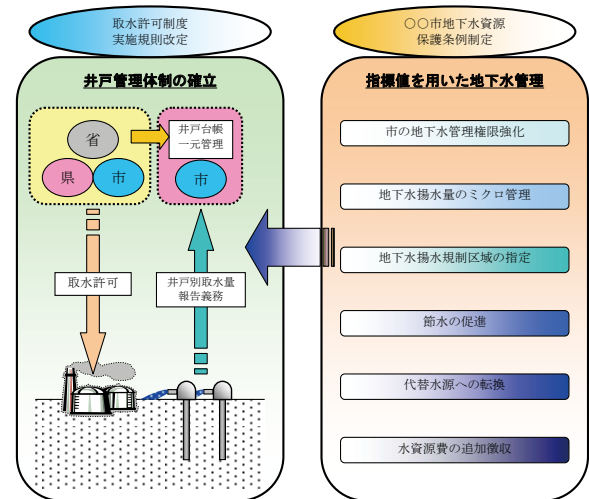 取水許可制度
実施規則改定
〇〇市地下水資源
保護条例制定
井戸管理体制の確立
省
県
市
井戸台帳
一元管理
市
取水許可
井戸別取水量
報告義務
指標値を用いた地下水管理
市の地下水管理権限強化
地下水揚水量のミクロ管理
地下水揚水規制区域の指定
節水の促進
代替水源への転換
水資源費の追加徴収